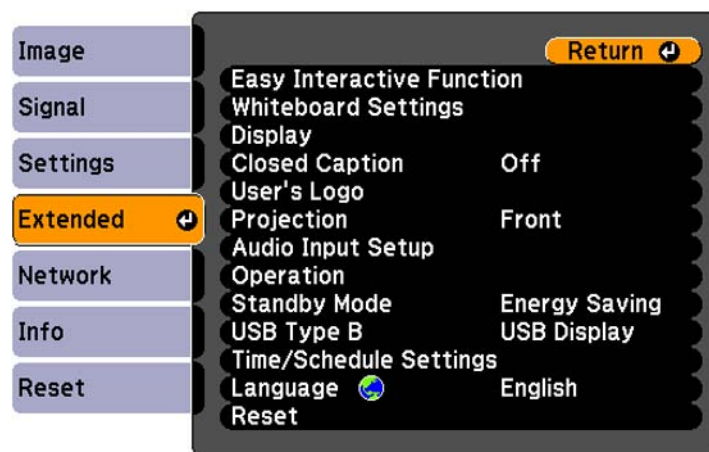 Image
Signal
Settings
Extended
Network
Info
Reset
Return
Easy Interactive Function
Whiteboard Settings
Display
Closed Caption Off
User's Logo
Projection Front
Audio Input Setup
Operation
Standby Mode Energy Saving
USB Type B USB Display
Time/Schedule Settings
Language English
Reset